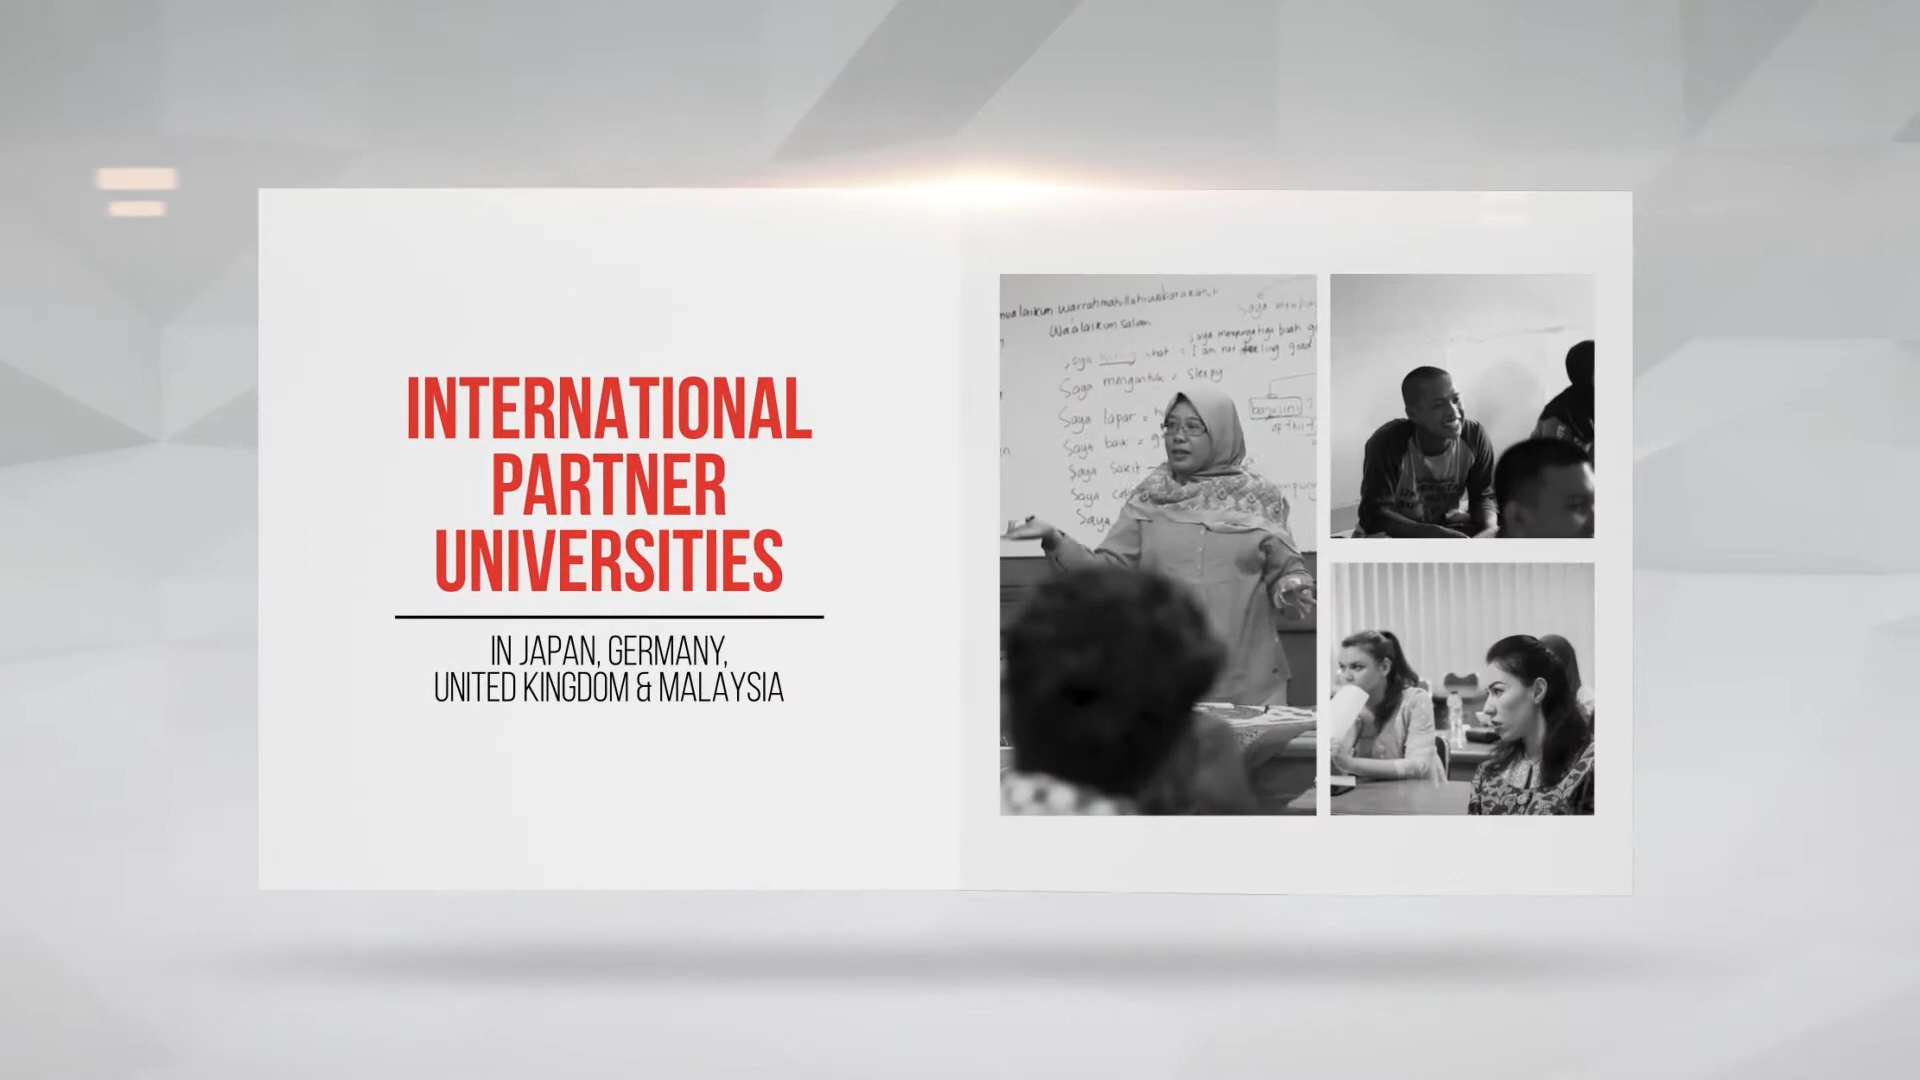 INTERNATIONAL
PARTNER
UNIVERSITIES
IN JAPAN, GERMANY,
UNITED KINGDOM & MALAYSIA
Wa'alaikum salam
= I am not feeling good
Saya mengantuk = sleepy
Saya lapar =
Saya baik =
Saya sakit
Saya
Saya